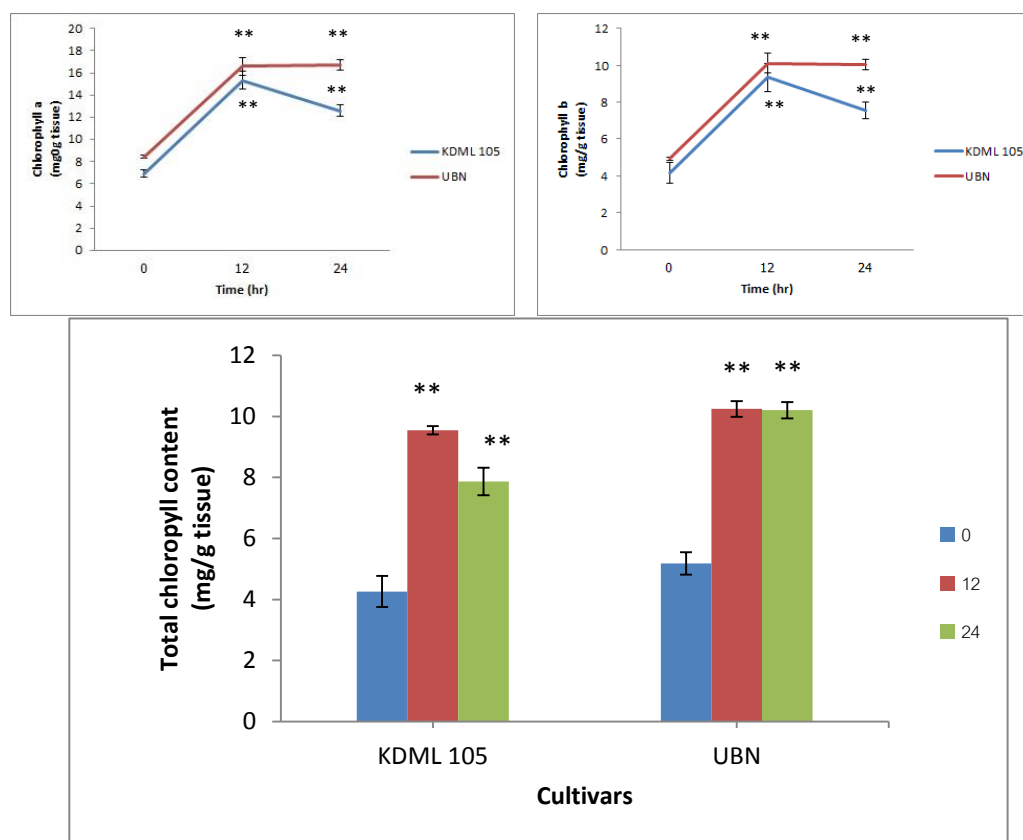 20
18
16
14
12
10
8
6
4
2
0
Chlorophyll a
(mg0g tissue)
** **
** **
0 12 24
Time (hr)
KDML 105
UBN
12
10
8
6
4
2
0
Chlorophyll b
(mg/g tissue)
** **
** **
0 12 24
Time (hr)
KDML 105
UBN
12
10
8
6
4
2
0
Total chloropyll content
(mg/g tissue)
** ** ** **
KDML 105 UBN
Cultivars
0
12
24